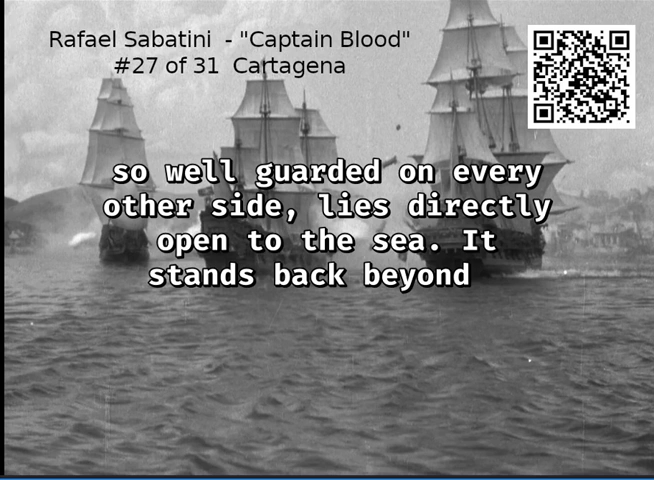 Rafael Sabatini - "Captain Blood"
#27 of 31 Cartagena
so well guarded on every
other side, lies directly
open to the sea. It
stands back beyond